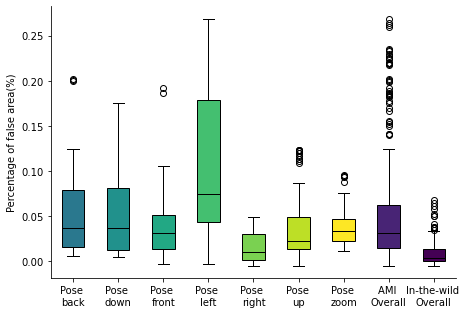 Percentage of false area(%)
0.25
0.20
0.15
0.10
0.05
0.00
Pose back
Pose down
Pose front
Pose left
Pose right
Pose up
Pose zoom
AMI Overall
In-the-wild Overall